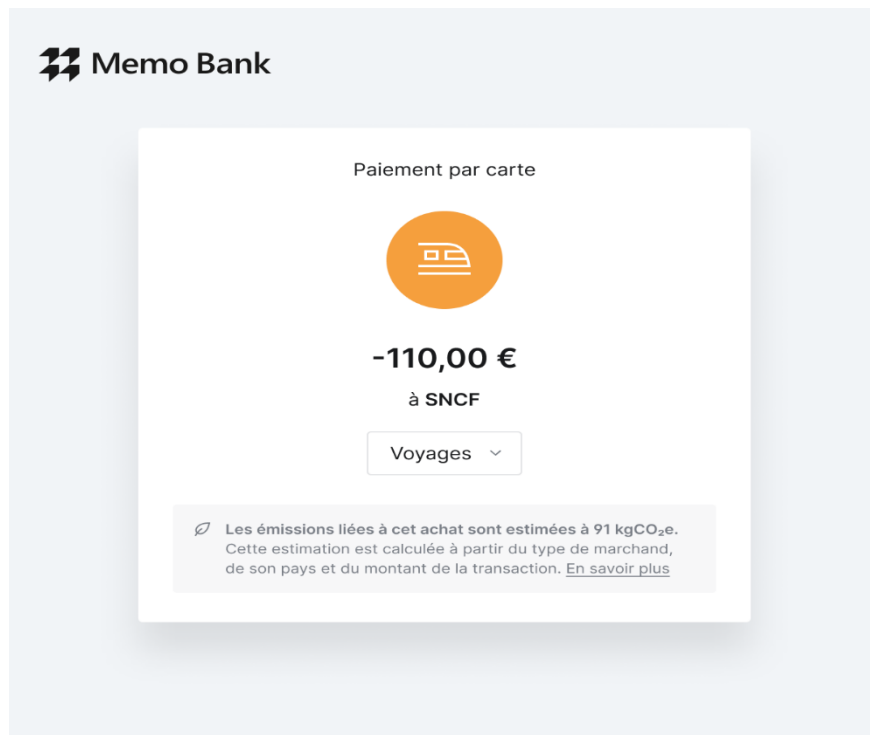 Memo Bank
Paiement par carte
-110,00 €
à SNCF
Voyages
Les émissions liées à cet achat sont estimées à 91 kgCO₂e.
Cette estimation est calculée à partir du type de marchand,
de son pays et du montant de la transaction. En savoir plus